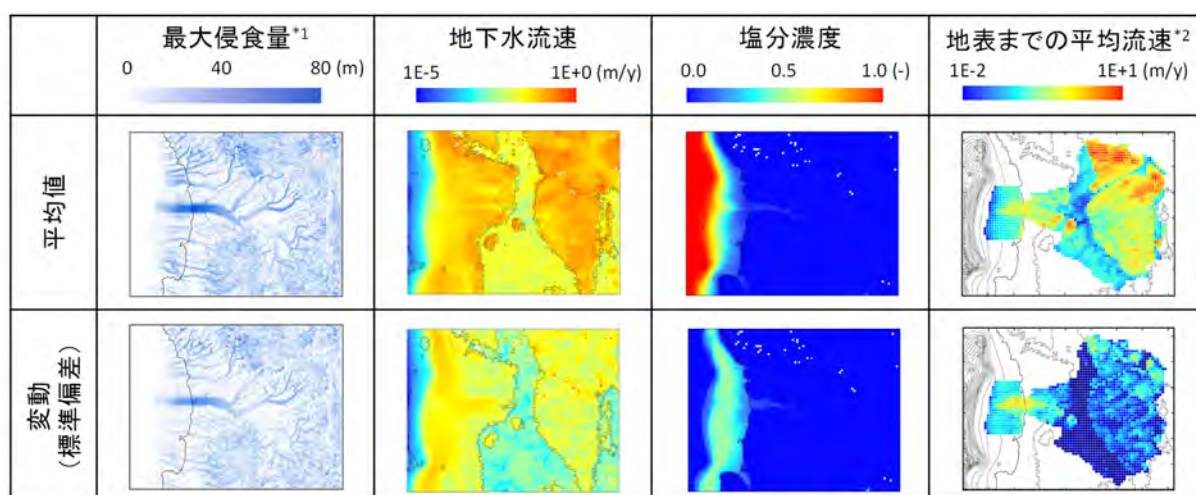 最大侵食量*1
0 40 80 (m)
地下水流速
1E-5 1E+0 (m/y)
塩分濃度
0.0 0.5 1.0 (-)
地表までの平均流速*2
1E-2 1E+1 (m/y)
平均値
変動
(標準偏差)